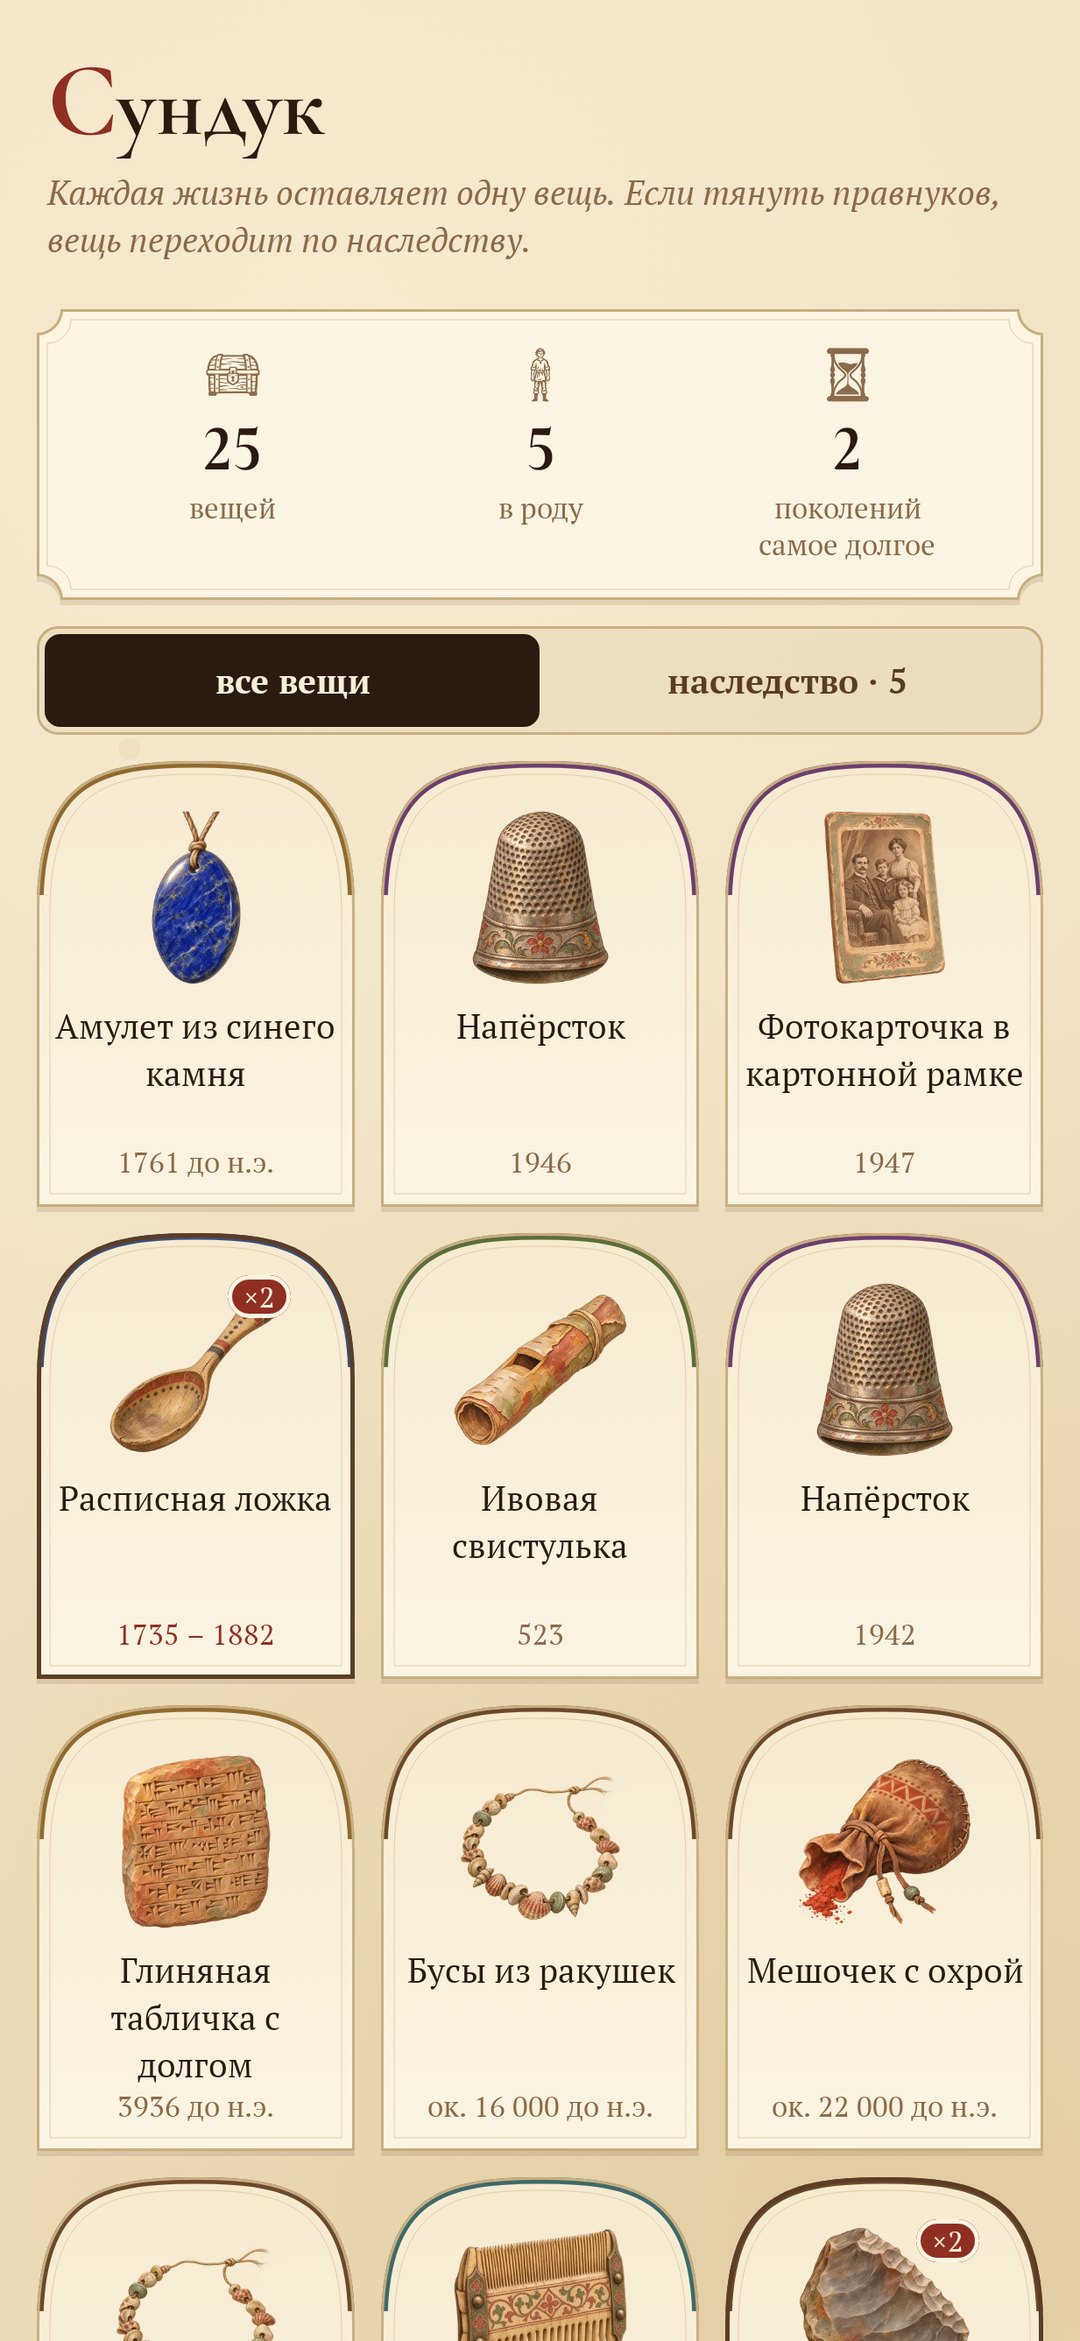 Сундук
Каждая жизнь оставляет одну вещь. Если тянуть правнуков,
вещь переходит по наследству.
25
вещей
5
в роду
2
поколений
самое долгое
все вещи
наследство · 5
Амулет из синего
камня
1761 до н.э.
Напёрсток
1946
Фотокарточка в
картонной рамке
1947
×2
Расписная ложка
1735 – 1882
Ивовая
свистулька
523
Напёрсток
1942
Глиняная
табличка с
долгом
3936 до н.э.
Бусы из ракушек
ок. 16 000 до н.э.
Мешочек с охрой
ок. 22 000 до н.э.
×2